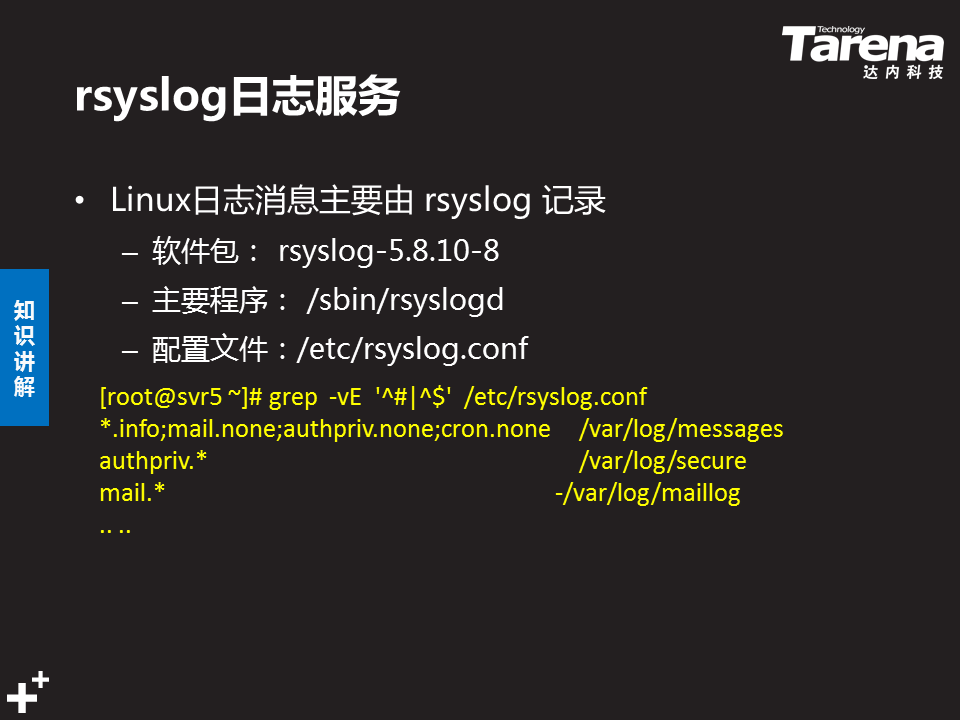 Technology
Tarena
达内科技
rsyslog日志服务
• Linux日志消息主要由 rsyslog 记录
– 软件包： rsyslog-5.8.10-8
– 主要程序： /sbin/rsyslogd
– 配置文件：/etc/rsyslog.conf
知识讲解
[root@svr5 ~]# grep -vE '^#|^$' /etc/rsyslog.conf
*.info;mail.none;authpriv.none;cron.none /var/log/messages
authpriv.* /var/log/secure
mail.* -/var/log/maillog
.. ..